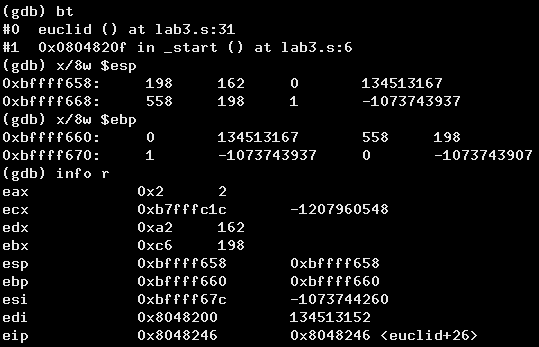 (gdb) bt
#0  euclid () at lab3.s:31
#1  0x0804820f in _start () at lab3.s:6
(gdb) x/8w $esp
0xbffff658:     198     162     0       134513167
0xbffff668:     558     198     1       -1073743937
(gdb) x/8w $ebp
0xbffff660:     0       134513167       558     198
0xbffff670:     1       -1073743937     0       -1073743907
(gdb) info r
eax            0x2      2
ecx            0xb7fffc1c       -1207960548
edx            0xa2     162
ebx            0xc6     198
esp            0xbffff658       0xbffff658
ebp            0xbffff660       0xbffff660
esi            0xbffff67c       -1073744260
edi            0x8048200        134513152
eip            0x8048246        0x8048246 <euclid+26>